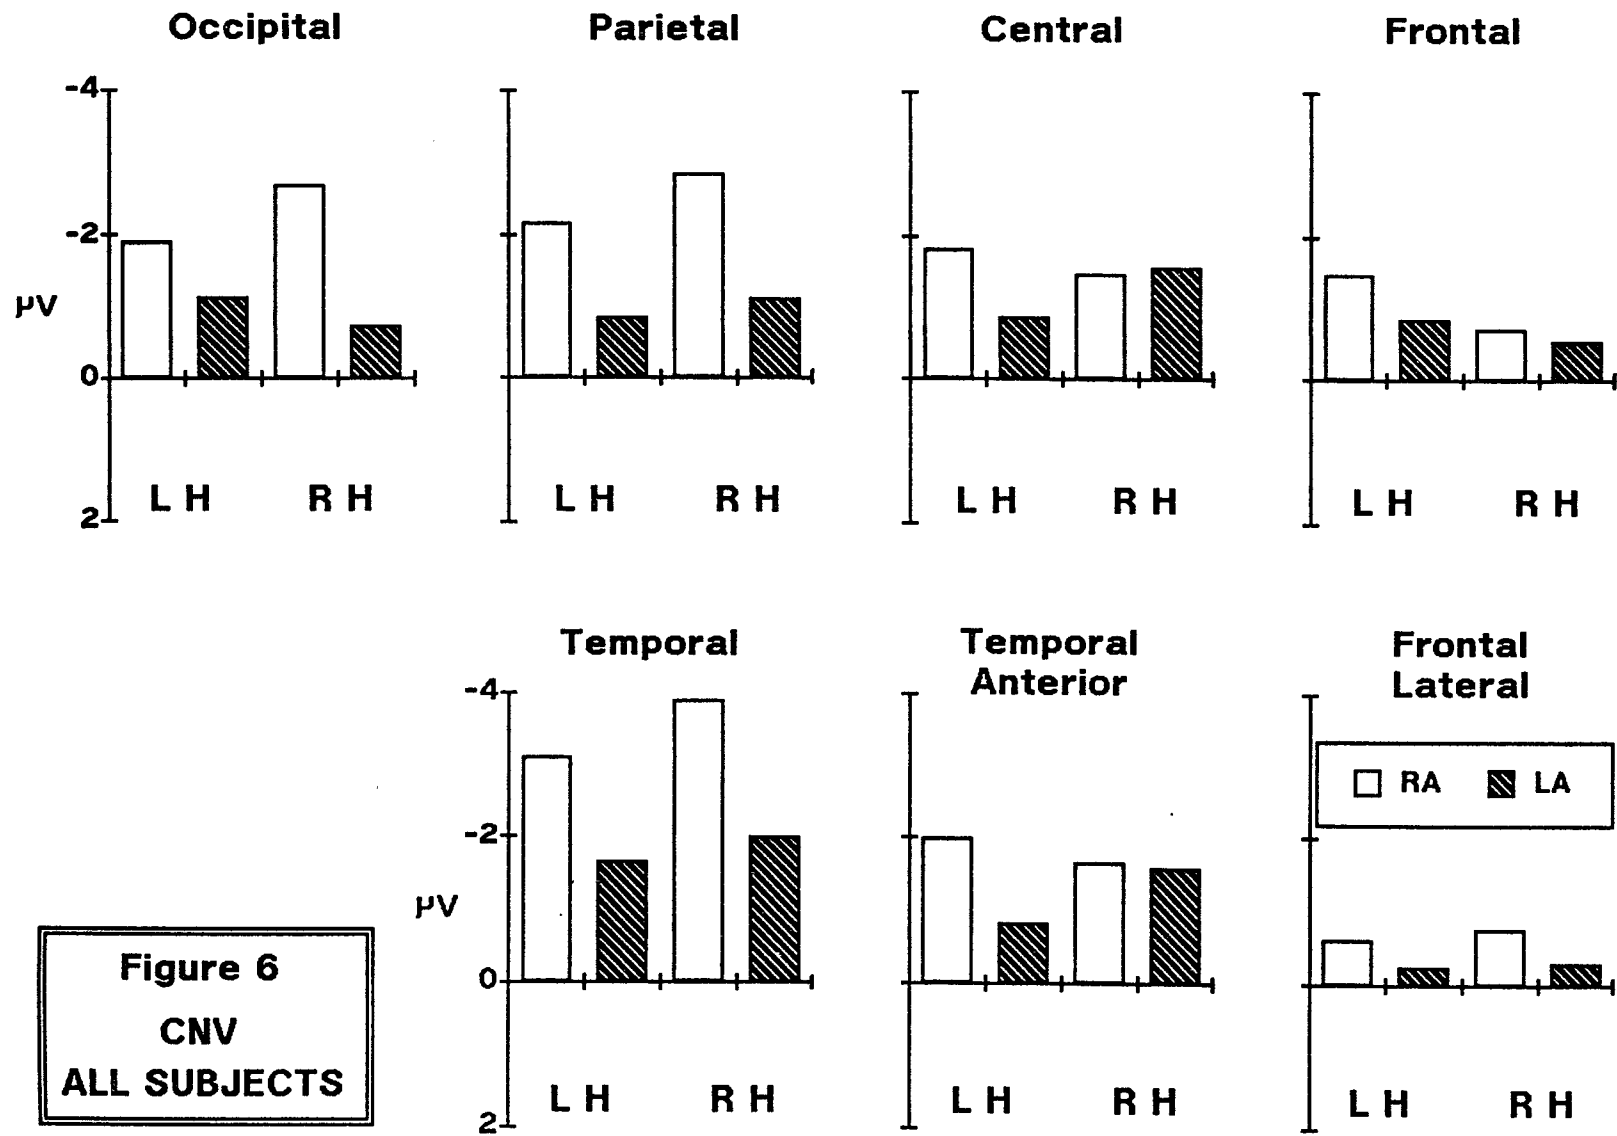 Occipital
Parietal
Central
Frontal
-4
-2
µV
0
2
L H R H
L H R H
L H R H
L H R H
Temporal
Temporal
Anterior
Frontal
Lateral
-4
-2
µV
0
2
RA LA
L H R H
L H R H
L H R H
Figure 6
CNV
ALL SUBJECTS